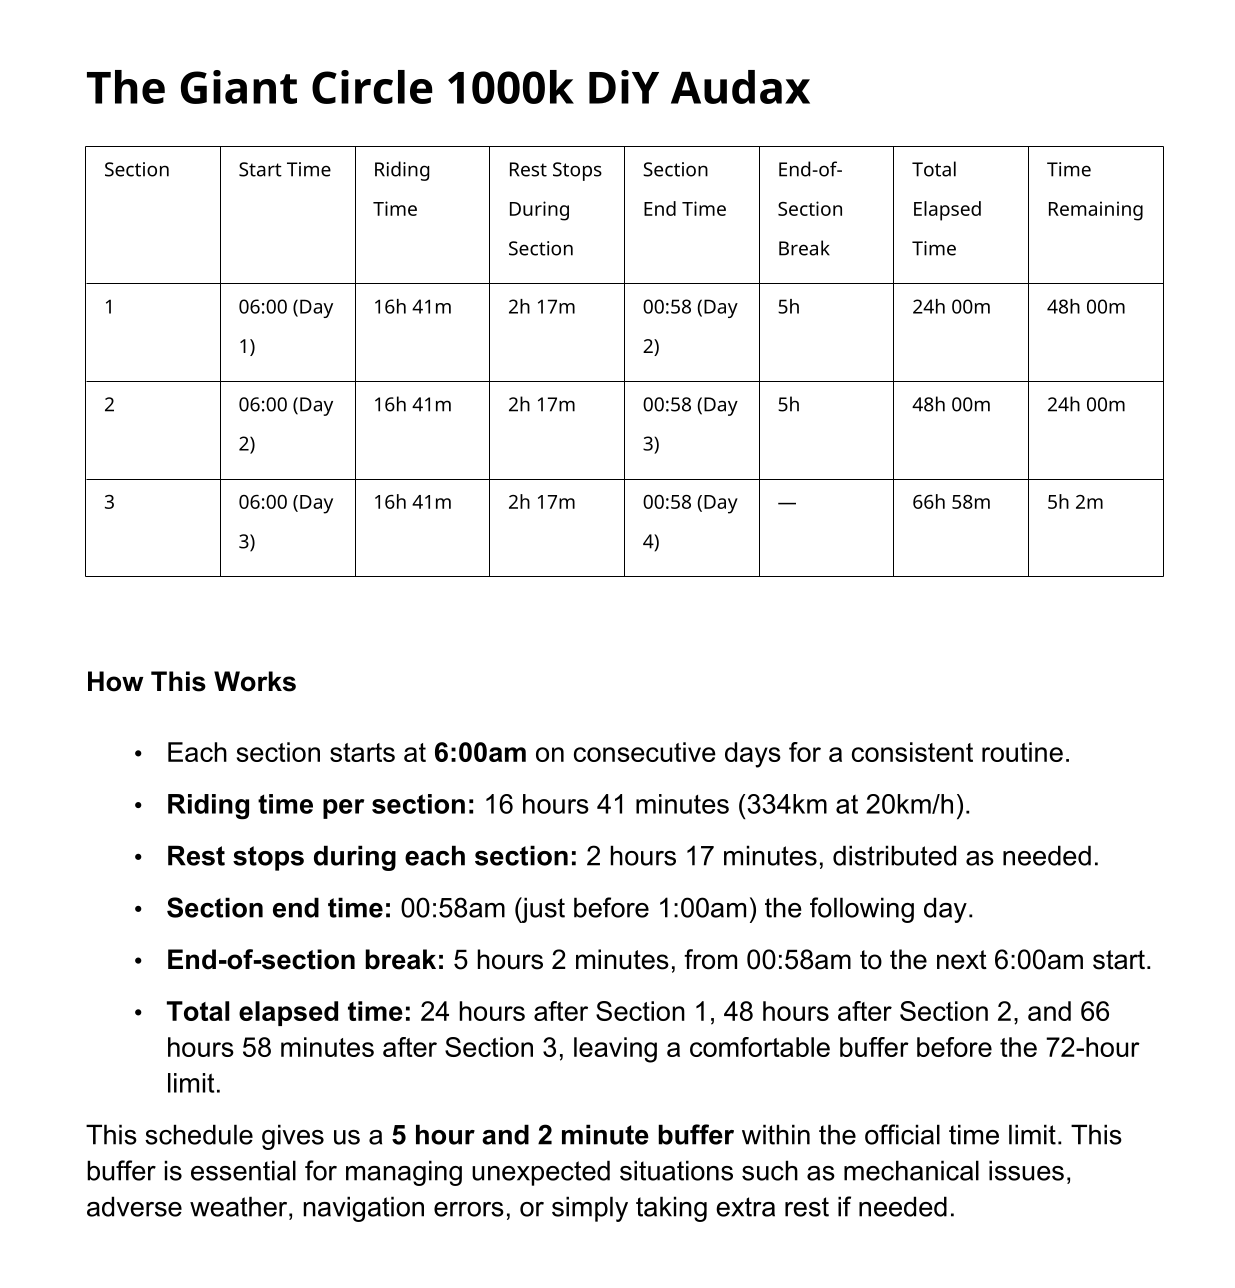 The Giant Circle 1000k DiY Audax
Section Start Time Riding Time Rest Stops During Section Section End Time End-of-Section Break Total Elapsed Time Time Remaining
1 06:00 (Day 1) 16h 41m 2h 17m 00:58 (Day 2) 5h 24h 00m 48h 00m
2 06:00 (Day 2) 16h 41m 2h 17m 00:58 (Day 3) 5h 48h 00m 24h 00m
3 06:00 (Day 3) 16h 41m 2h 17m 00:58 (Day 4) — 66h 58m 5h 2m
How This Works
• Each section starts at 6:00am on consecutive days for a consistent routine.
• Riding time per section: 16 hours 41 minutes (334km at 20km/h).
• Rest stops during each section: 2 hours 17 minutes, distributed as needed.
• Section end time: 00:58am (just before 1:00am) the following day.
• End-of-section break: 5 hours 2 minutes, from 00:58am to the next 6:00am start.
• Total elapsed time: 24 hours after Section 1, 48 hours after Section 2, and 66
hours 58 minutes after Section 3, leaving a comfortable buffer before the 72-hour
limit.
This schedule gives us a 5 hour and 2 minute buffer within the official time limit. This
buffer is essential for managing unexpected situations such as mechanical issues,
adverse weather, navigation errors, or simply taking extra rest if needed.